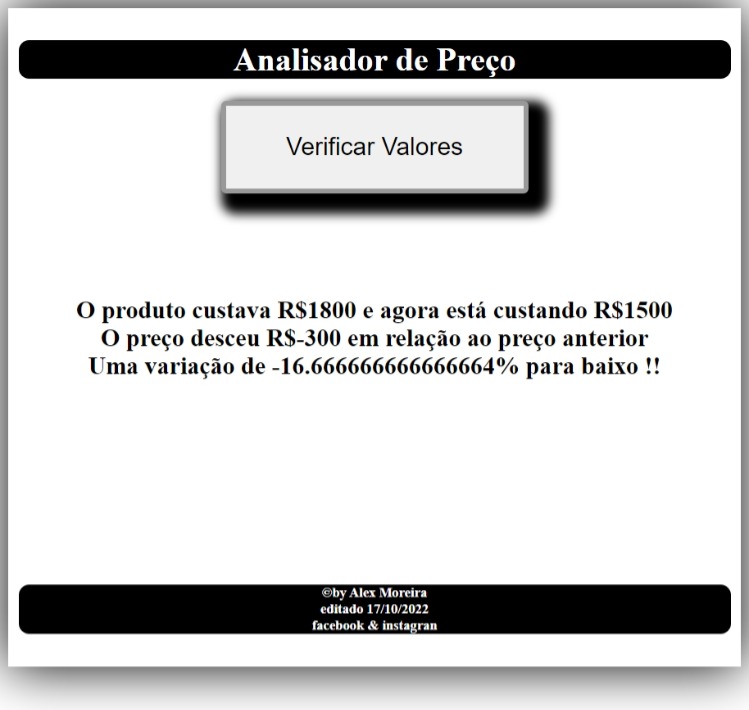 Analisador de Preço
Verificar Valores
O produto custava R$1800 e agora está custando R$1500
O preço desceu R$-300 em relação ao preço anterior
Uma variação de -16.666666666666664% para baixo !!
©by Alex Moreira
editado 17/10/2022
facebook & instagran